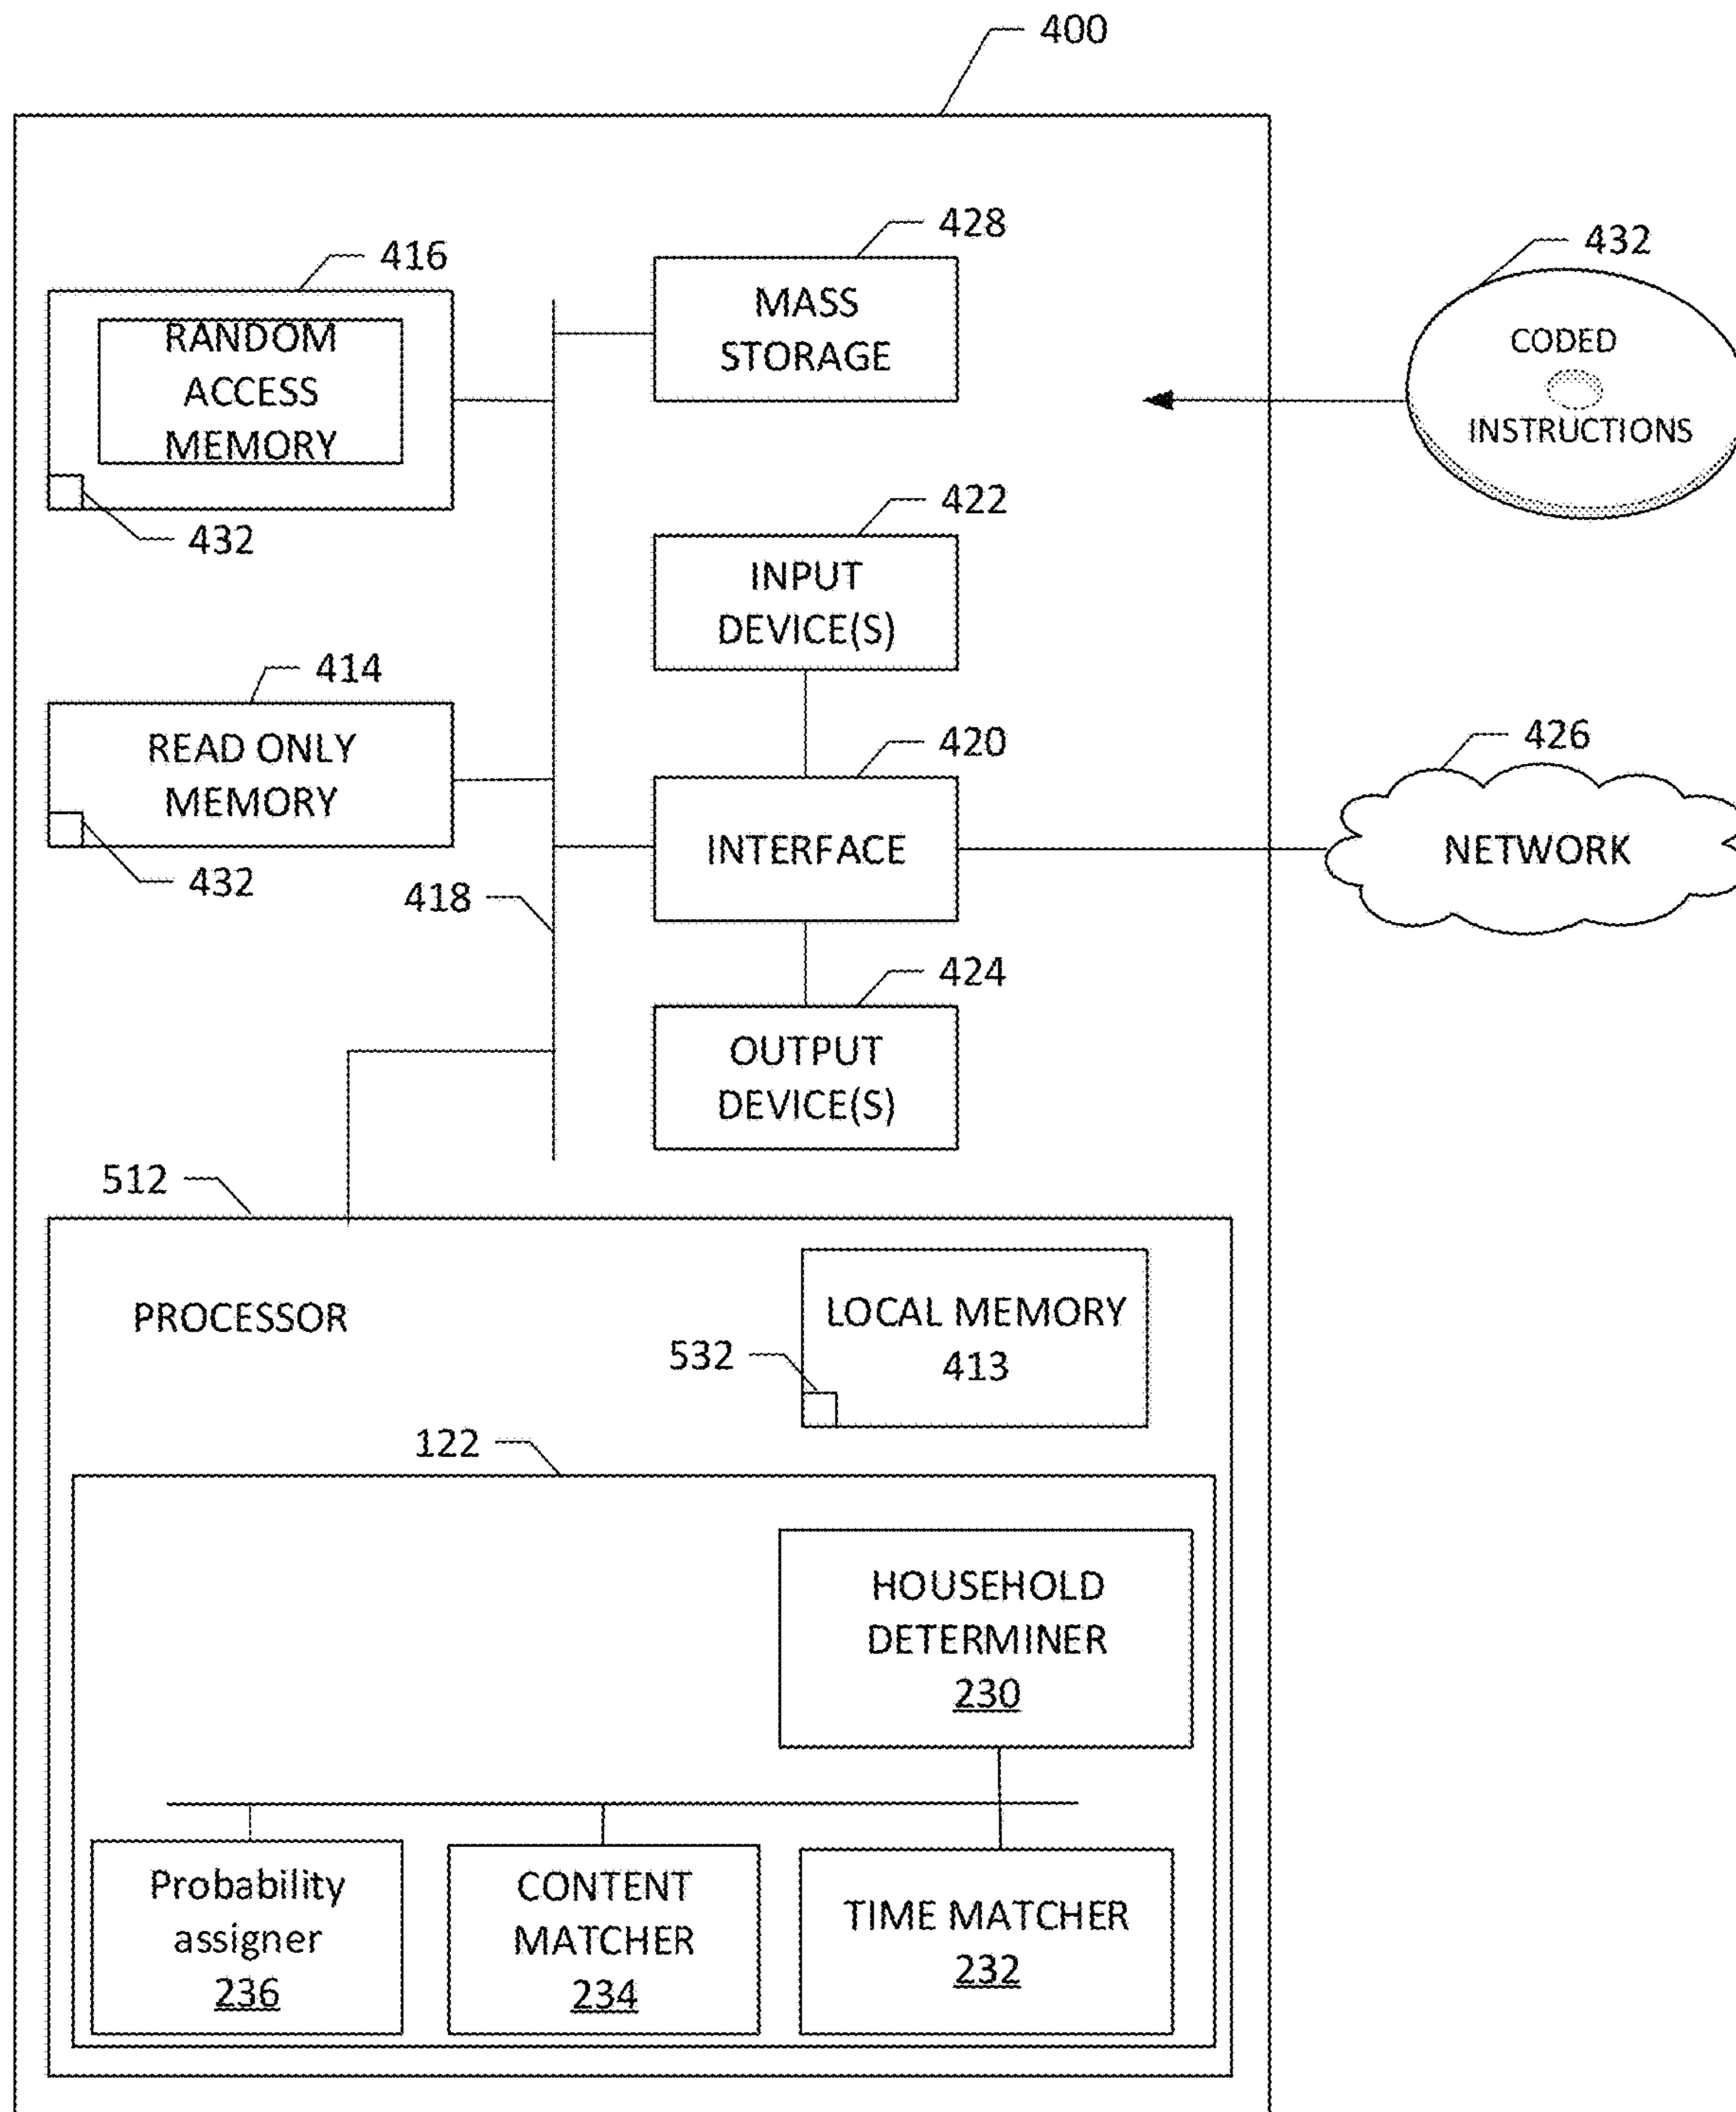 400
428
416
432
MASS
STORAGE
RANDOM
ACCESS
MEMORY
CODED
INSTRUCTIONS
432
422
INPUT
DEVICE(S)
414
READ ONLY
MEMORY
432
420
INTERFACE
426
NETWORK
418
424
OUTPUT
DEVICE(S)
512
PROCESSOR
LOCAL MEMORY
413
532
122
HOUSEHOLD
DETERMINER
230
Probability
assigner
236
CONTENT
MATCHER
234
TIME MATCHER
232